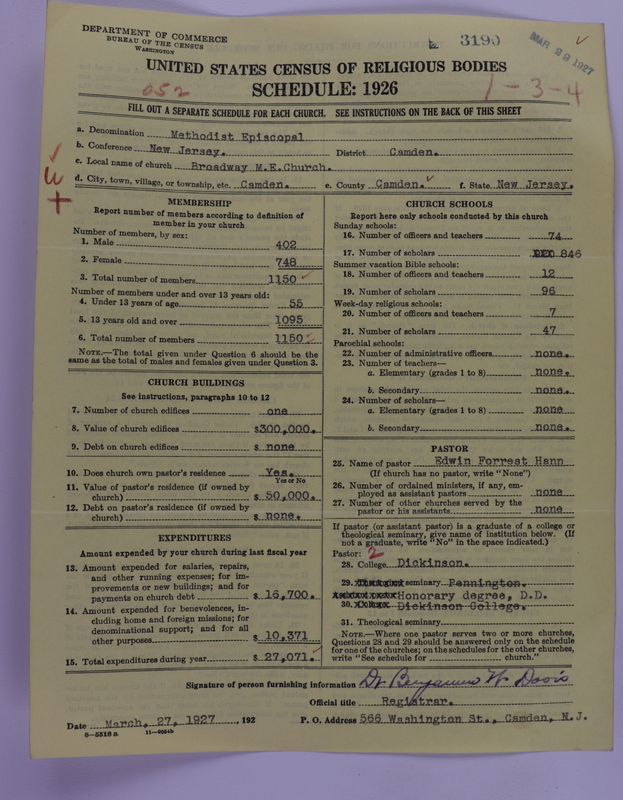 DEPARTMENT OF COMMERCE
BUREAU OF THE CENSUS
WASHINGTON
3190
MAR 29 1927
UNITED STATES CENSUS OF RELIGIOUS BODIES
SCHEDULE: 1926
052
1-3-4
FILL OUT A SEPARATE SCHEDULE FOR EACH CHURCH. SEE INSTRUCTIONS ON THE BACK OF THIS SHEET
a. Denomination Methodist Episcopal
b. Conference New Jersey. District Camden.
c. Local name of church Broadway M.E.Church.
d. City, town, village, or township, etc. Camden. e. County Camden. f. State New Jersey.
MEMBERSHIP
Report number of members according to definition of
member in your church
Number of members, by sex:
1. Male 402
2. Female 748
3. Total number of members 1150
Number of members under and over 13 years old:
4. Under 13 years of age 55
5. 13 years old and over 1095
6. Total number of members 1150
NOTE.—The total given under Question 6 should be the
same as the total of males and females given under Question 3.
CHURCH BUILDINGS
See instructions, paragraphs 10 to 12
7. Number of church edifices one
8. Value of church edifices $300,000.
9. Debt on church edifices $ none
10. Does church own pastor's residence Yes.
Yes or No
11. Value of pastor's residence (if owned by
church) $ 50,000.
12. Debt on pastor's residence (if owned by
church) $ none.
EXPENDITURES
Amount expended by your church during last fiscal year
13. Amount expended for salaries, repairs,
and other running expenses; for im-
provements or new buildings; and for
payments on church debt $ 16,700.
14. Amount expended for benevolences, in-
cluding home and foreign missions; for
denominational support; and for all
other purposes $ 10,371
15. Total expenditures during year $ 27,071.
CHURCH SCHOOLS
Report here only schools conducted by this church
Sunday schools:
16. Number of officers and teachers 74
17. Number of scholars 846
Summer vacation Bible schools:
18. Number of officers and teachers 12
19. Number of scholars 96
Week-day religious schools:
20. Number of officers and teachers 7
21. Number of scholars 47
Parochial schools:
22. Number of administrative officers none.
23. Number of teachers—
a. Elementary (grades 1 to 8) none.
b. Secondary none.
24. Number of scholars—
a. Elementary (grades 1 to 8) none
b. Secondary none.
PASTOR
25. Name of pastor Edwin Forrest Hann
(If church has no pastor, write "None")
26. Number of ordained ministers, if any, em-
ployed as assistant pastors none
27. Number of other churches served by the
pastor or his assistants none.
If pastor (or assistant pastor) is a graduate of a college or
theological seminary, give name of institution below. (If
not a graduate, write "No" in the space indicated.)
Pastor: 2
28. College Dickinson.
29. Theological seminary Pennington.
Assistant pastor Honorary degree, D.D.
30. College Dickinson College.
31. Theological seminary
NOTE.—Where one pastor serves two or more churches,
Questions 28 and 29 should be answered only on the schedule
for one of the churches; on the schedules for the other churches,
write "See schedule for church."
Signature of person furnishing information Dr Benjamin W. Davis
Official title Registrar.
Date March, 27, 1927 , 192 P. O. Address 566 Washington St., Camden, N.J.
8-5318a 11-9054b